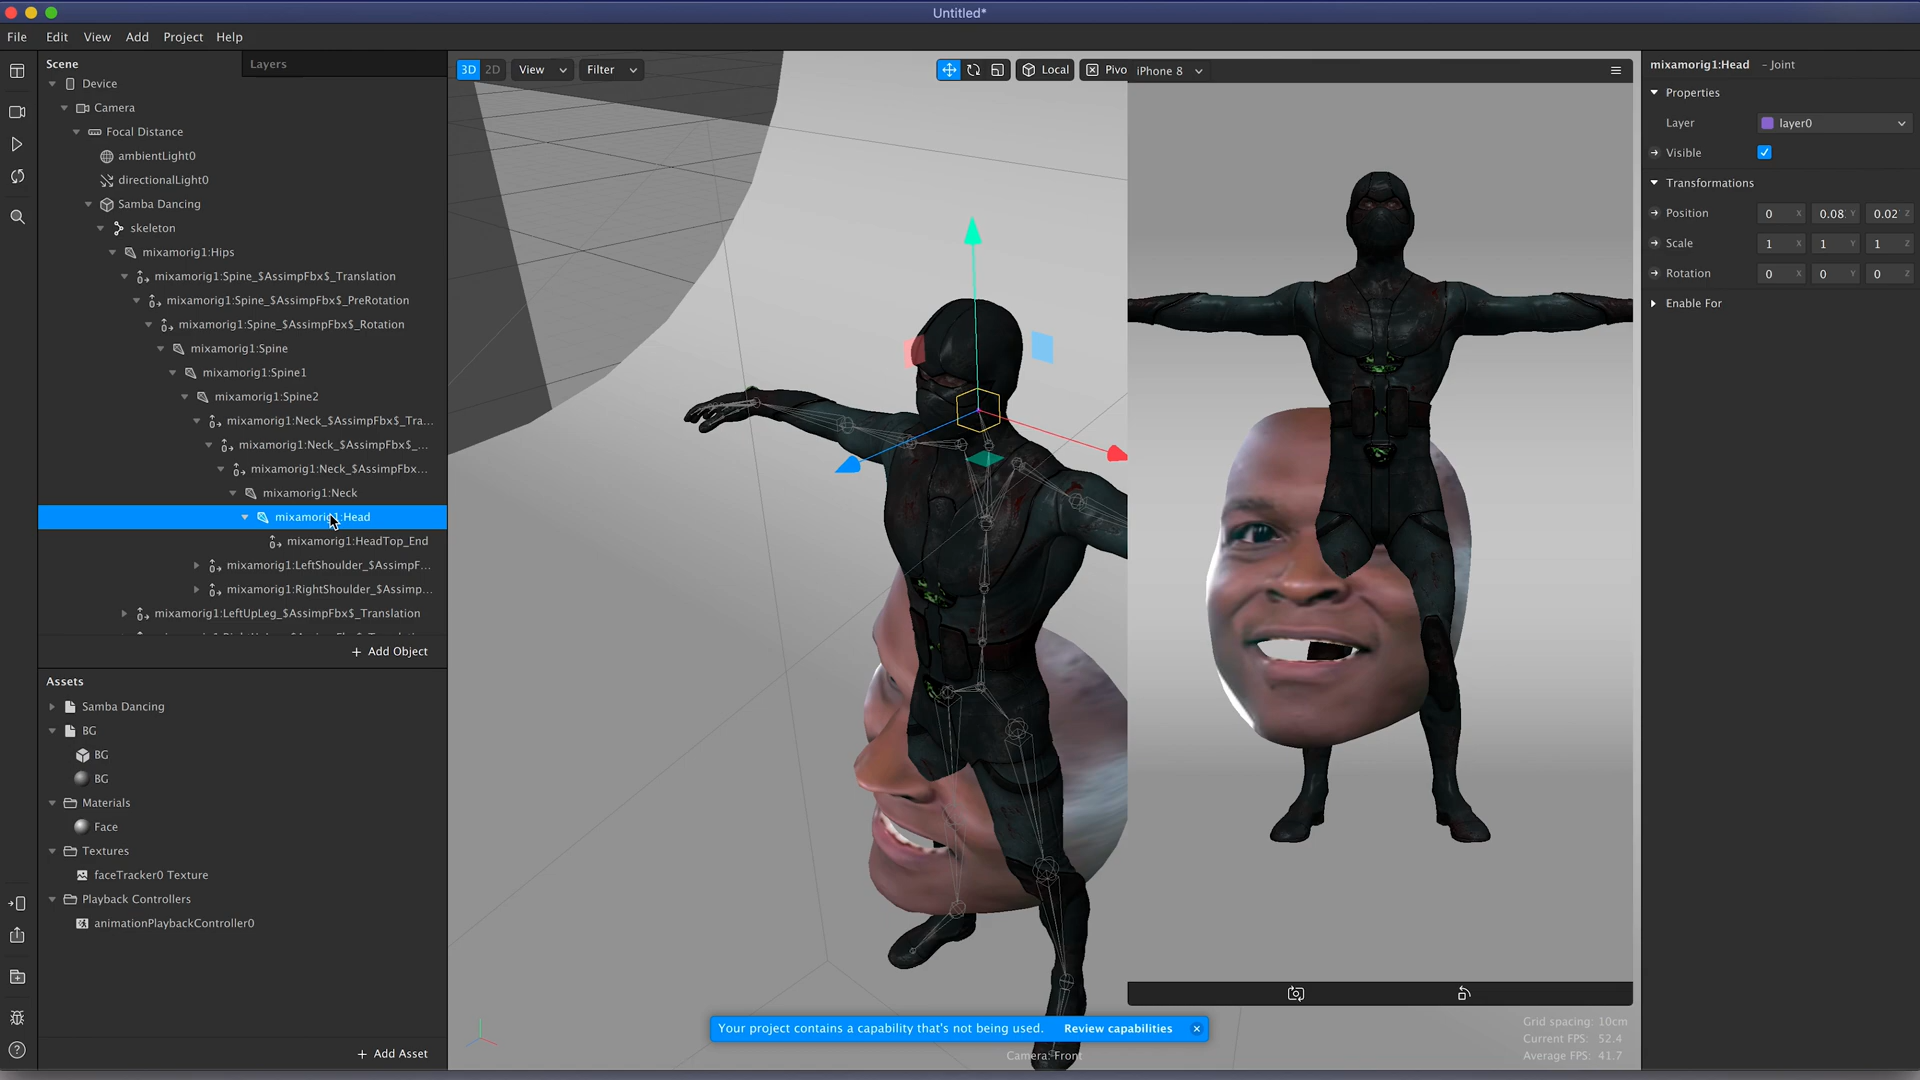 Untitled*
File Edit View Add Project Help
Scene Layers
Device
Camera
Focal Distance
ambientLight0
directionalLight0
Samba Dancing
skeleton
mixamorig1:Hips
mixamorig1:Spine_$AssimpFbx$_Translation
mixamorig1:Spine_$AssimpFbx$_PreRotation
mixamorig1:Spine_$AssimpFbx$_Rotation
mixamorig1:Spine
mixamorig1:Spine1
mixamorig1:Spine2
mixamorig1:Neck_$AssimpFbx$_Tra...
mixamorig1:Neck_$AssimpFbx$_...
mixamorig1:Neck_$AssimpFbx...
mixamorig1:Neck
mixamorig1:Head
mixamorig1:HeadTop_End
mixamorig1:LeftShoulder_$AssimpF...
mixamorig1:RightShoulder_$Assimp...
mixamorig1:LeftUpLeg_$AssimpFbx$_Translation
+ Add Object
Assets
Samba Dancing
BG
BG
BG
Materials
Face
Textures
faceTracker0 Texture
Playback Controllers
animationPlaybackController0
+ Add Asset
3D 2D View Filter Local Pivo iPhone 8
Your project contains a capability that's not being used. Review capabilities
Camera: Front
Grid spacing: 10cm
Current FPS: 52.4
Average FPS: 41.7
mixamorig1:Head – Joint
Properties
Layer layer0
Visible
Transformations
Position 0 X 0.08 Y 0.02 Z
Scale 1 X 1 Y 1 Z
Rotation 0 X 0 Y 0 Z
Enable For